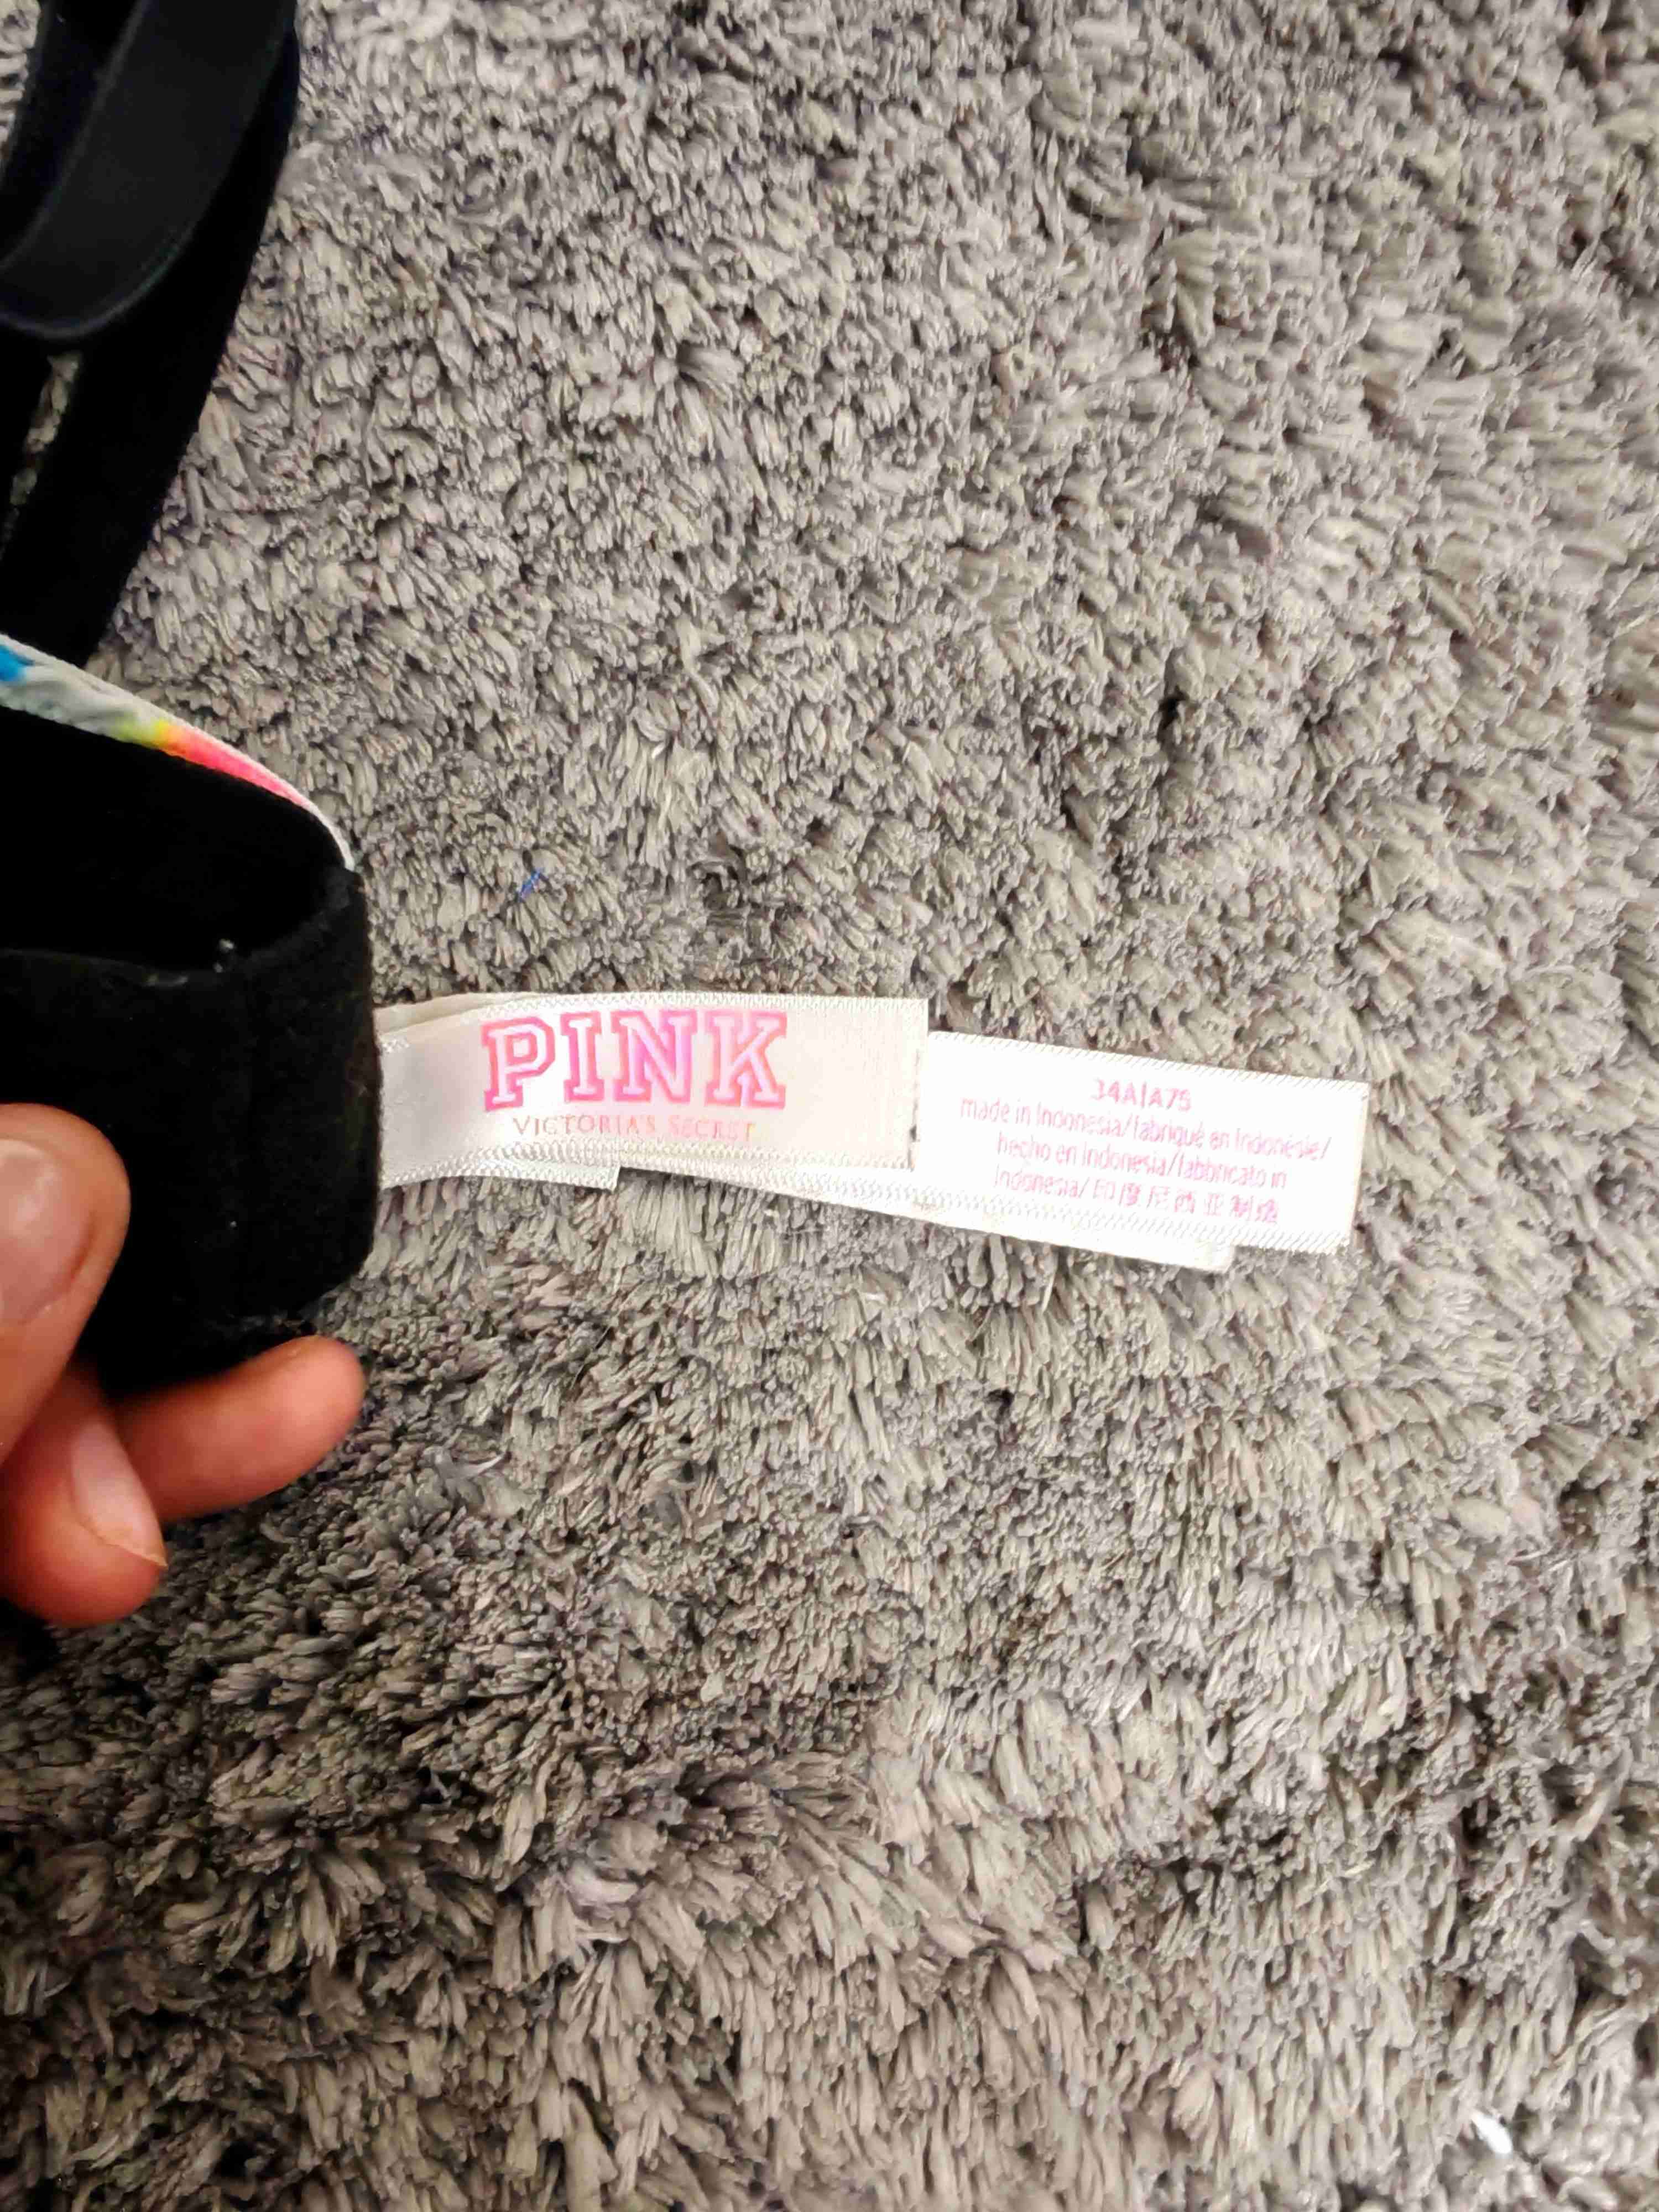 PINK
VICTORIA'S SECRET
34A|A75
made in Indonesia/fabriqué en Indonésie/
hecho en Indonesia/fabbricato in
Indonesia/印度尼西亚制造